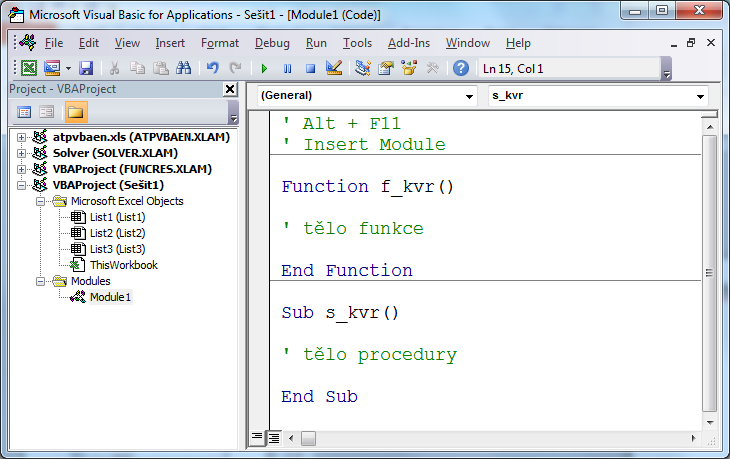 Microsoft Visual Basic for Applications - Sešit1 - [Module1 (Code)]
File Edit View Insert Format Debug Run Tools Add-Ins Window Help
Ln 15, Col 1
Project - VBAProject
atpvbaen.xls (ATPVBAEN.XLAM)
Solver (SOLVER.XLAM)
VBAProject (FUNCRES.XLAM)
VBAProject (Sešit1)
Microsoft Excel Objects
List1 (List1)
List2 (List2)
List3 (List3)
ThisWorkbook
Modules
Module1
(General) s_kvr
' Alt + F11
' Insert Module
Function f_kvr()
' tělo funkce
End Function
Sub s_kvr()
' tělo procedury
End Sub